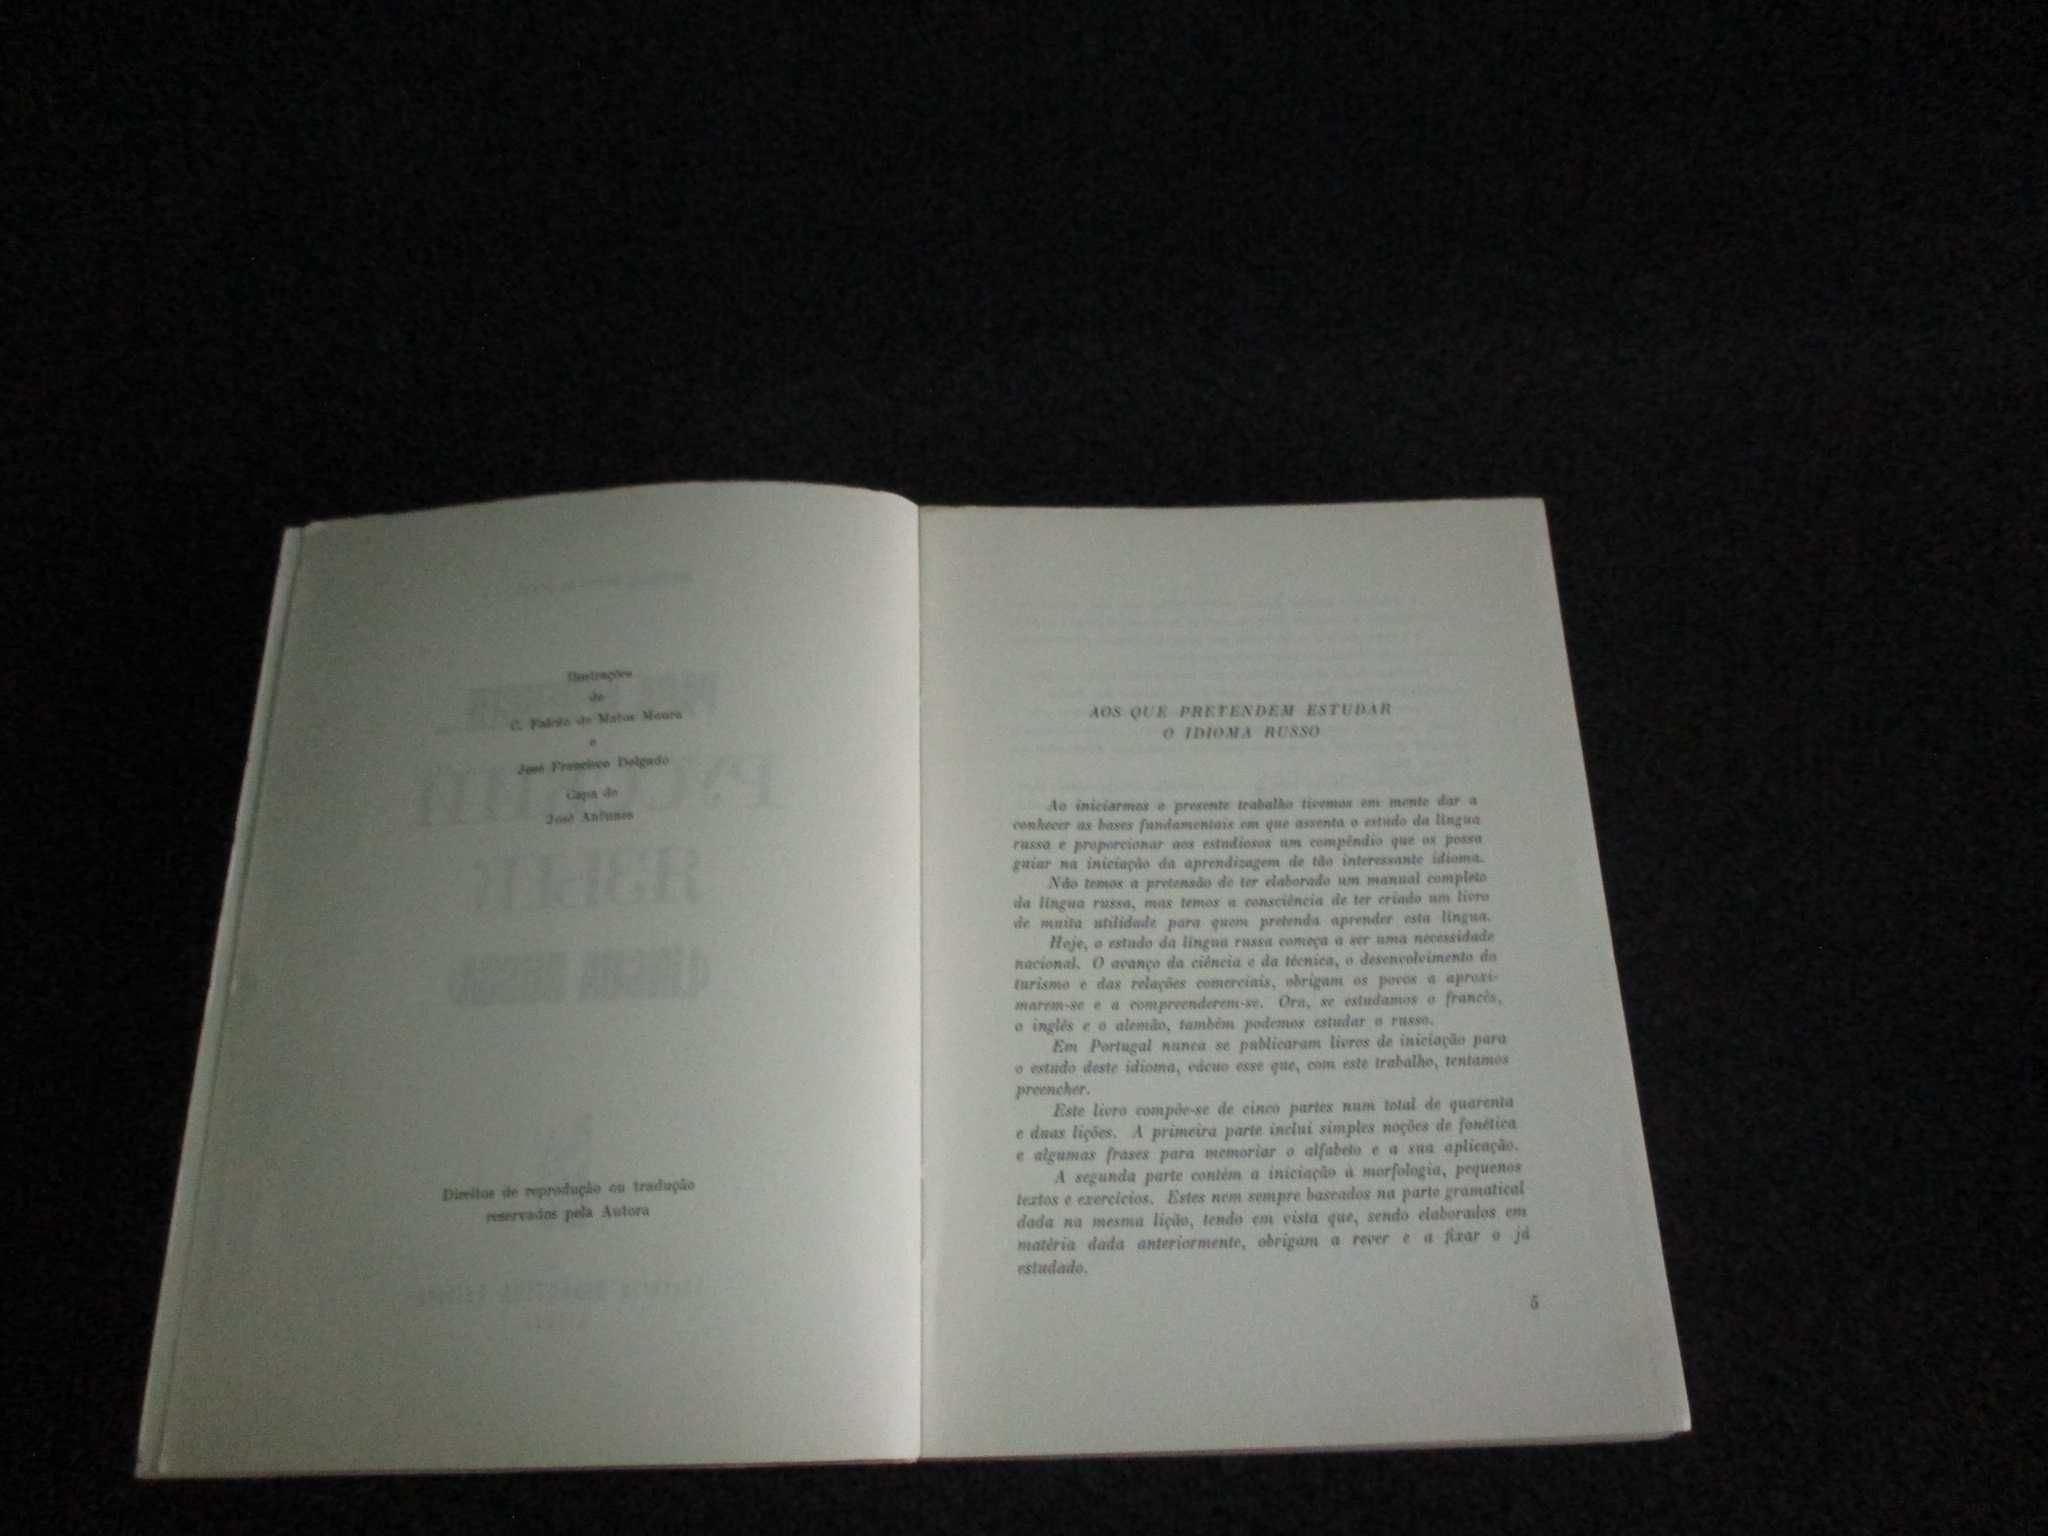 Ilustrações
de
C. Falcão de Matos Moura
e
José Francisco Delgado
Capa de
José Antunes
Direitos de reprodução ou tradução
reservados pela Autora
AOS QUE PRETENDEM ESTUDAR
O IDIOMA RUSSO
Ao iniciarmos o presente trabalho tivemos em mente dar a
conhecer as bases fundamentais em que assenta o estudo da língua
russa e proporcionar aos estudiosos um compêndio que os possa
guiar na iniciação da aprendizagem de tão interessante idioma.
Não temos a pretensão de ter elaborado um manual completo
da língua russa, mas temos a consciência de ter criado um livro
de muita utilidade para quem pretenda aprender esta língua.
Hoje, o estudo da língua russa começa a ser uma necessidade
nacional. O avanço da ciência e da técnica, o desenvolvimento do
turismo e das relações comerciais, obrigam os povos a aproxi-
marem-se e a compreenderem-se. Ora, se estudamos o francês,
o inglês e o alemão, também podemos estudar o russo.
Em Portugal nunca se publicaram livros de iniciação para
o estudo deste idioma, vácuo esse que, com este trabalho, tentamos
preencher.
Este livro compõe-se de cinco partes num total de quarenta
e duas lições. A primeira parte inclui simples noções de fonética
e algumas frases para memoriar o alfabeto e a sua aplicação.
A segunda parte contém a iniciação à morfologia, pequenos
textos e exercícios. Estes nem sempre baseados na parte gramatical
dada na mesma lição, tendo em vista que, sendo elaborados em
matéria dada anteriormente, obrigam a rever e a fixar o já
estudado.
5